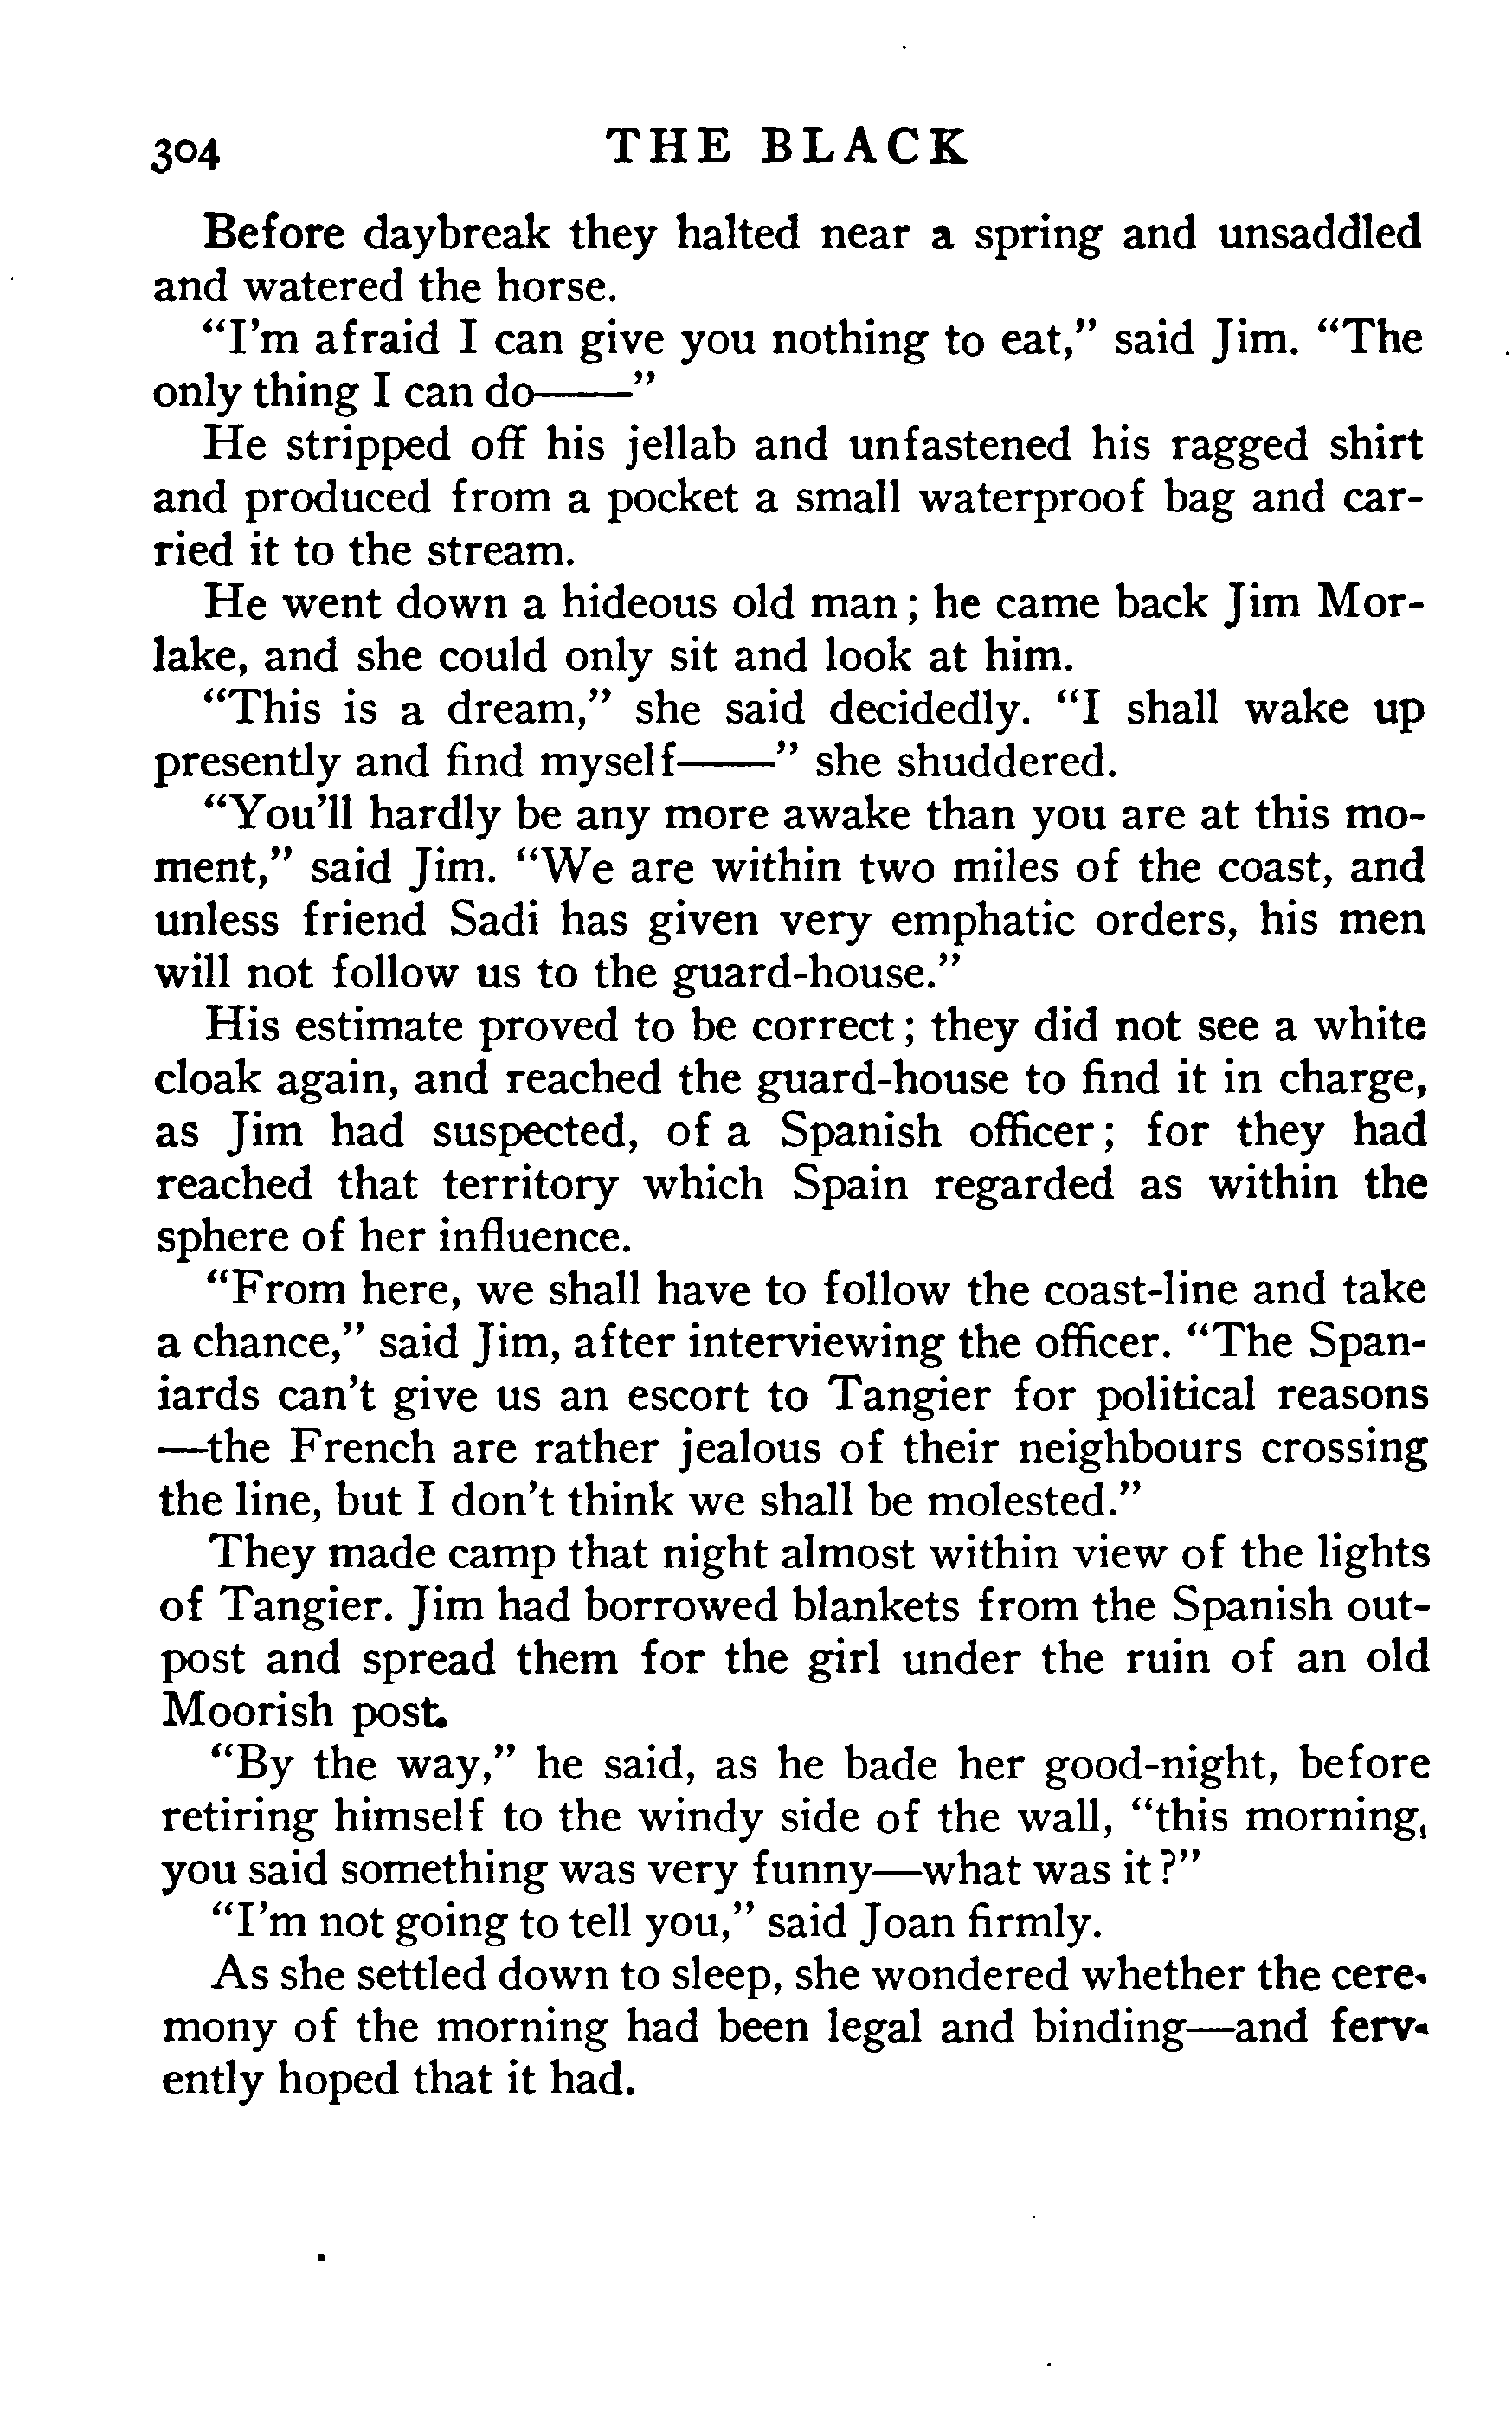 304 THE BLACK
Before daybreak they halted near a spring and unsaddled
and watered the horse.
“I'm afraid I can give you nothing to eat,” said Jim. “The
only thing I can do——”
He stripped off his jellab and unfastened his ragged shirt
and produced from a pocket a small waterproof bag and car-
ried it to the stream.
He went down a hideous old man; he came back Jim Mor-
lake, and she could only sit and look at him.
“This is a dream,” she said decidedly. “I shall wake up
presently and find myself——” she shuddered.
“You'll hardly be any more awake than you are at this mo-
ment,” said Jim. “We are within two miles of the coast, and
unless friend Sadi has given very emphatic orders, his men
will not follow us to the guard-house.”
His estimate proved to be correct; they did not see a white
cloak again, and reached the guard-house to find it in charge,
as Jim had suspected, of a Spanish officer; for they had
reached that territory which Spain regarded as within the
sphere of her influence.
“From here, we shall have to follow the coast-line and take
a chance,” said Jim, after interviewing the officer. “The Span-
iards can't give us an escort to Tangier for political reasons
—the French are rather jealous of their neighbours crossing
the line, but I don't think we shall be molested.”
They made camp that night almost within view of the lights
of Tangier. Jim had borrowed blankets from the Spanish out-
post and spread them for the girl under the ruin of an old
Moorish post.
“By the way,” he said, as he bade her good-night, before
retiring himself to the windy side of the wall, “this morning,
you said something was very funny—what was it?”
“I'm not going to tell you,” said Joan firmly.
As she settled down to sleep, she wondered whether the cere-
mony of the morning had been legal and binding—and ferv-
ently hoped that it had.